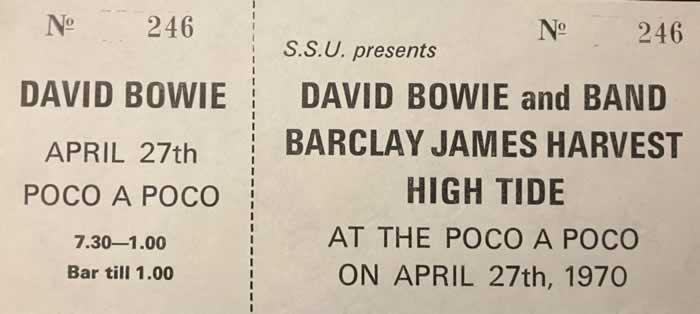 Nº 246
DAVID BOWIE
APRIL 27th
POCO A POCO
7.30—1.00
Bar till 1.00
Nº 246
S.S.U. presents
DAVID BOWIE and BAND
BARCLAY JAMES HARVEST
HIGH TIDE
AT THE POCO A POCO
ON APRIL 27th, 1970